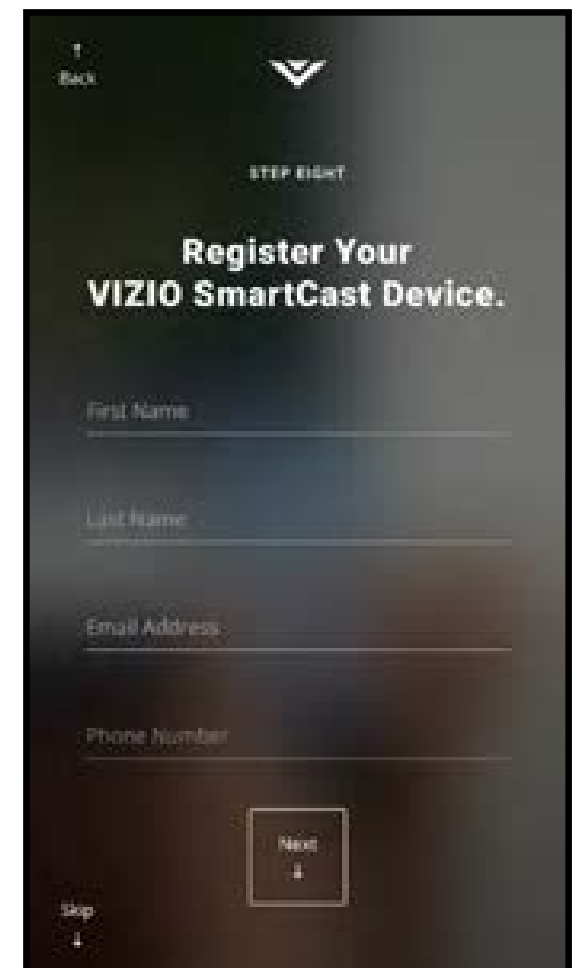 ↑
Back
STEP EIGHT
Register Your
VIZIO SmartCast Device.
First Name
Last Name
Email Address
Phone Number
Next
↓
Skip
↓